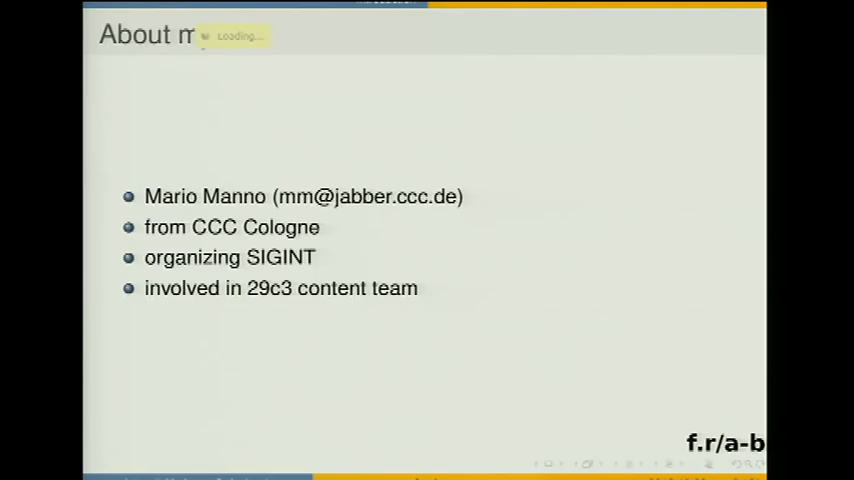 About m
Loading...
Mario Manno (mm@jabber.ccc.de)
from CCC Cologne
organizing SIGINT
involved in 29c3 content team
f.r/a-b